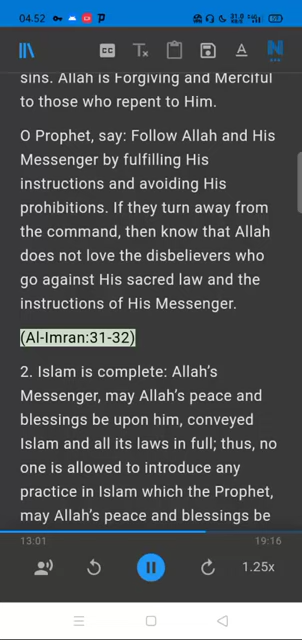 04.52
sins. Allah is Forgiving and Merciful
to those who repent to Him.
O Prophet, say: Follow Allah and His
Messenger by fulfilling His
instructions and avoiding His
prohibitions. If they turn away from
the command, then know that Allah
does not love the disbelievers who
go against His sacred law and the
instructions of His Messenger.
(Al-Imran:31-32)
2. Islam is complete: Allah's
Messenger, may Allah's peace and
blessings be upon him, conveyed
Islam and all its laws in full; thus, no
one is allowed to introduce any
practice in Islam which the Prophet,
may Allah's peace and blessings be
13:01
19:16
1.25x